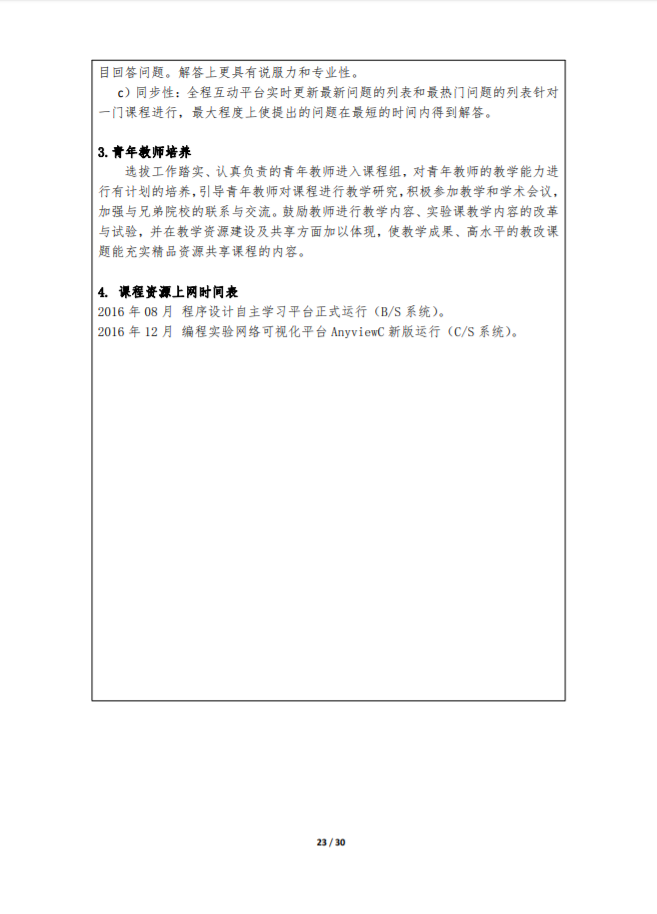 目回答问题。解答上更具有说服力和专业性。
c）同步性：全程互动平台实时更新最新问题的列表和最热门问题的列表针对
一门课程进行，最大程度上使提出的问题在最短的时间内得到解答。
3.青年教师培养
选拔工作踏实、认真负责的青年教师进入课程组，对青年教师的教学能力进
行有计划的培养，引导青年教师对课程进行教学研究，积极参加教学和学术会议，
加强与兄弟院校的联系与交流。鼓励教师进行教学内容、实验课教学内容的改革
与试验，并在教学资源建设及共享方面加以体现，使教学成果、高水平的教改课
题能充实精品资源共享课程的内容。
4. 课程资源上网时间表
2016 年 08 月 程序设计自主学习平台正式运行（B/S 系统）。
2016 年 12 月 编程实验网络可视化平台 AnyviewC 新版运行（C/S 系统）。
23 / 30